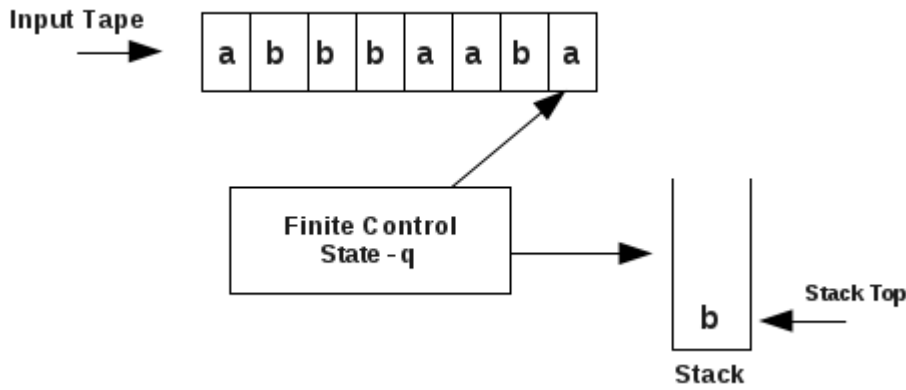 Input Tape
a b b b a a b a
Finite Control
State - q
b
Stack Top
Stack